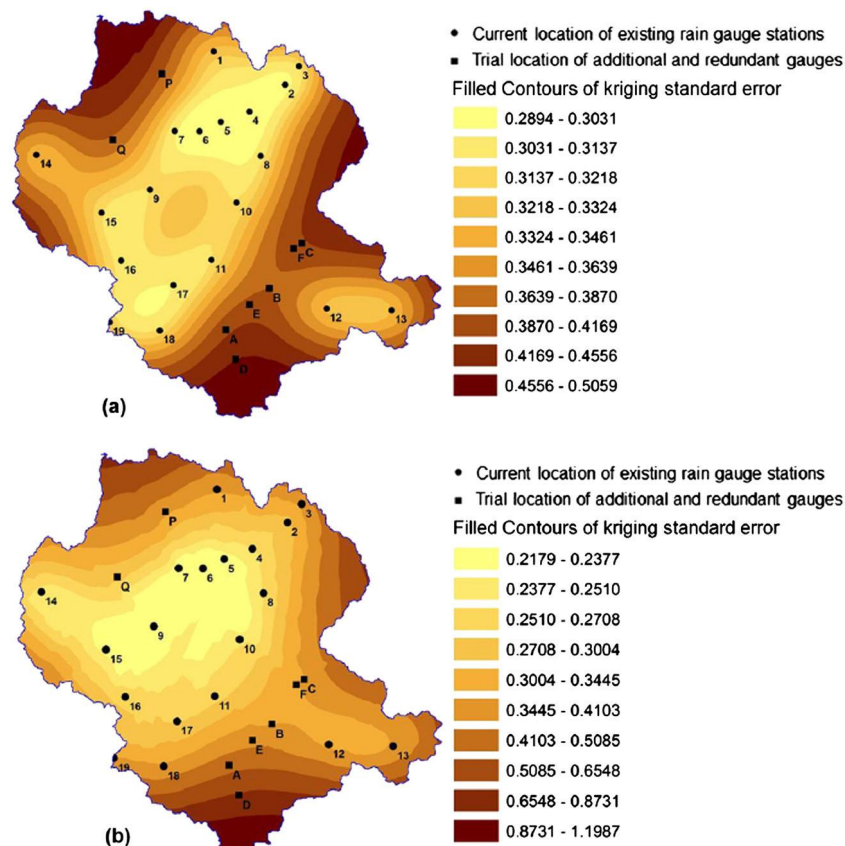 Current location of existing rain gauge stations
Trial location of additional and redundant gauges
Filled Contours of kriging standard error
0.2894 - 0.3031
0.3031 - 0.3137
0.3137 - 0.3218
0.3218 - 0.3324
0.3324 - 0.3461
0.3461 - 0.3639
0.3639 - 0.3870
0.3870 - 0.4169
0.4169 - 0.4556
0.4556 - 0.5059
1
3
P
2
4
5
7
6
Q
14
8
9
10
15
F C
16
11
17
B
E
12
13
19
18
A
D
(a)
Current location of existing rain gauge stations
Trial location of additional and redundant gauges
Filled Contours of kriging standard error
0.2179 - 0.2377
0.2377 - 0.2510
0.2510 - 0.2708
0.2708 - 0.3004
0.3004 - 0.3445
0.3445 - 0.4103
0.4103 - 0.5085
0.5085 - 0.6548
0.6548 - 0.8731
0.8731 - 1.1987
1
3
P
2
4
5
7
6
Q
14
8
9
10
15
F C
16
11
17
B
E
12
13
19
18
A
D
(b)